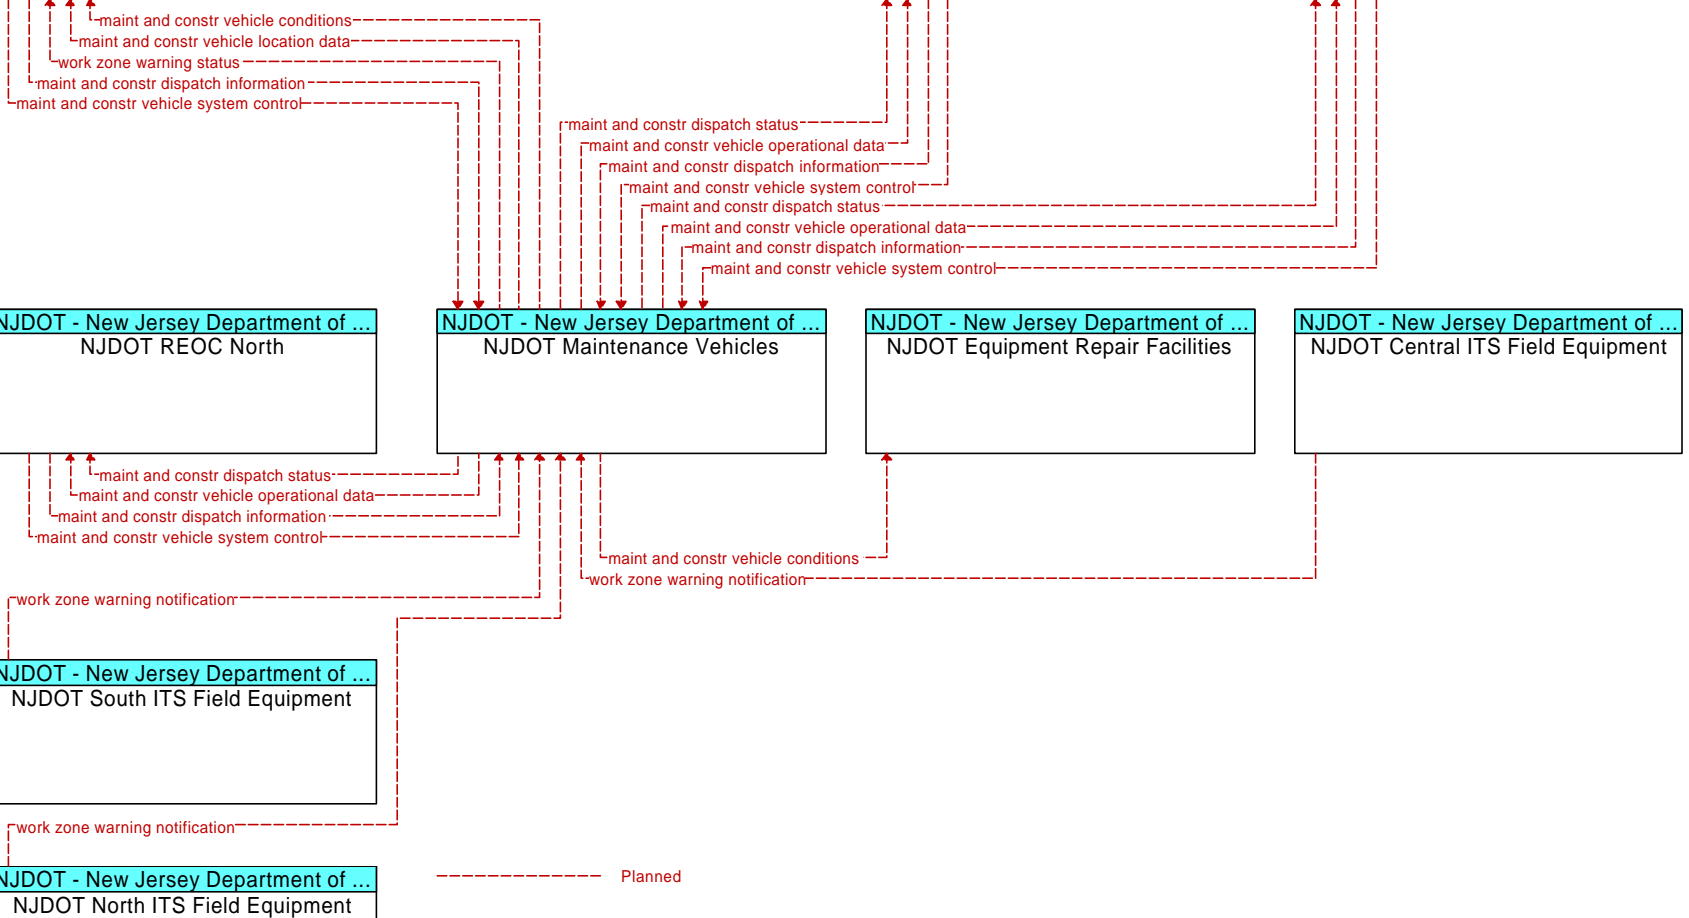 maint and constr vehicle conditions
maint and constr vehicle location data
work zone warning status
maint and constr dispatch information
maint and constr vehicle system control
maint and constr dispatch status
maint and constr vehicle operational data
maint and constr dispatch information
maint and constr vehicle system control
maint and constr dispatch status
maint and constr vehicle operational data
maint and constr dispatch information
maint and constr vehicle system control
NJDOT - New Jersey Department of ...
NJDOT REOC North
NJDOT - New Jersey Department of ...
NJDOT Maintenance Vehicles
NJDOT - New Jersey Department of ...
NJDOT Equipment Repair Facilities
NJDOT - New Jersey Department of ...
NJDOT Central ITS Field Equipment
maint and constr dispatch status
maint and constr vehicle operational data
maint and constr dispatch information
maint and constr vehicle system control
maint and constr vehicle conditions
work zone warning notification
work zone warning notification
NJDOT - New Jersey Department of ...
NJDOT South ITS Field Equipment
work zone warning notification
NJDOT - New Jersey Department of ...
NJDOT North ITS Field Equipment
Planned